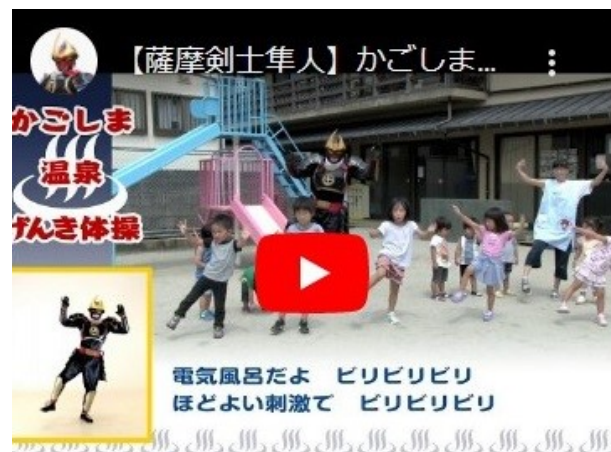 【薩摩剣士隼人】かごしま...
かごしま
温泉
げんき体操
電気風呂だよ ビリビリビリ
ほどよい刺激で ビリビリビリ